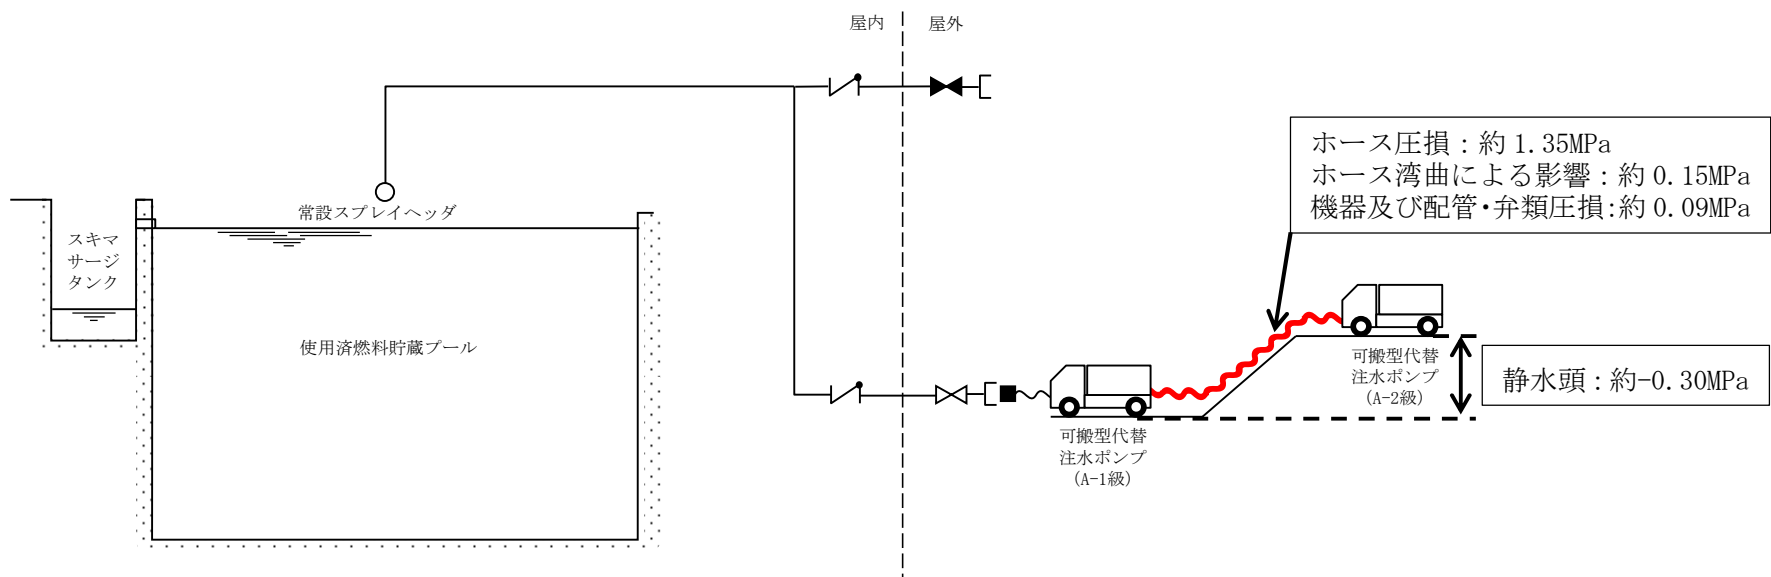 屋内
屋外
ホース圧損：約 1.35MPa
ホース湾曲による影響：約 0.15MPa
機器及び配管・弁類圧損：約 0.09MPa
常設スプレイヘッダ
スキマ
サージ
タンク
使用済燃料貯蔵プール
可搬型代替
注水ポンプ
（A-2級）
静水頭：約-0.30MPa
可搬型代替
注水ポンプ
（A-1級）